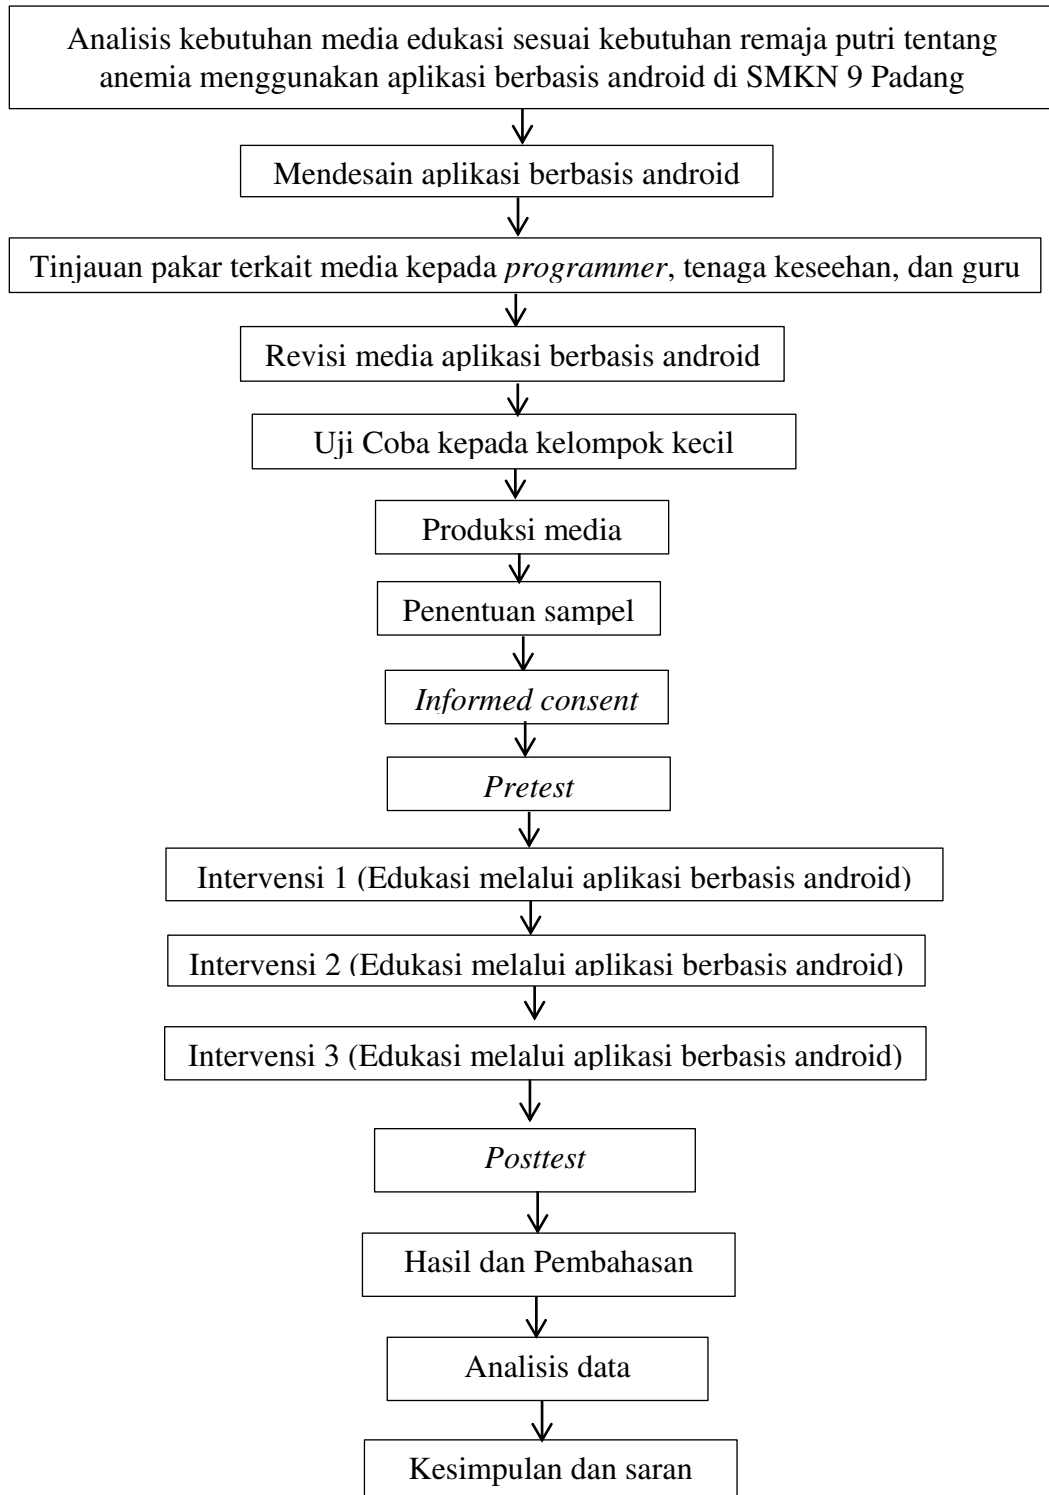 Analisis kebutuhan media edukasi sesuai kebutuhan remaja putri tentang
anemia menggunakan aplikasi berbasis android di SMKN 9 Padang
Mendesain aplikasi berbasis android
Tinjauan pakar terkait media kepada programmer, tenaga keseehan, dan guru
Revisi media aplikasi berbasis android
Uji Coba kepada kelompok kecil
Produksi media
Penentuan sampel
Informed consent
Pretest
Intervensi 1 (Edukasi melalui aplikasi berbasis android)
Intervensi 2 (Edukasi melalui aplikasi berbasis android)
Intervensi 3 (Edukasi melalui aplikasi berbasis android)
Posttest
Hasil dan Pembahasan
Analisis data
Kesimpulan dan saran